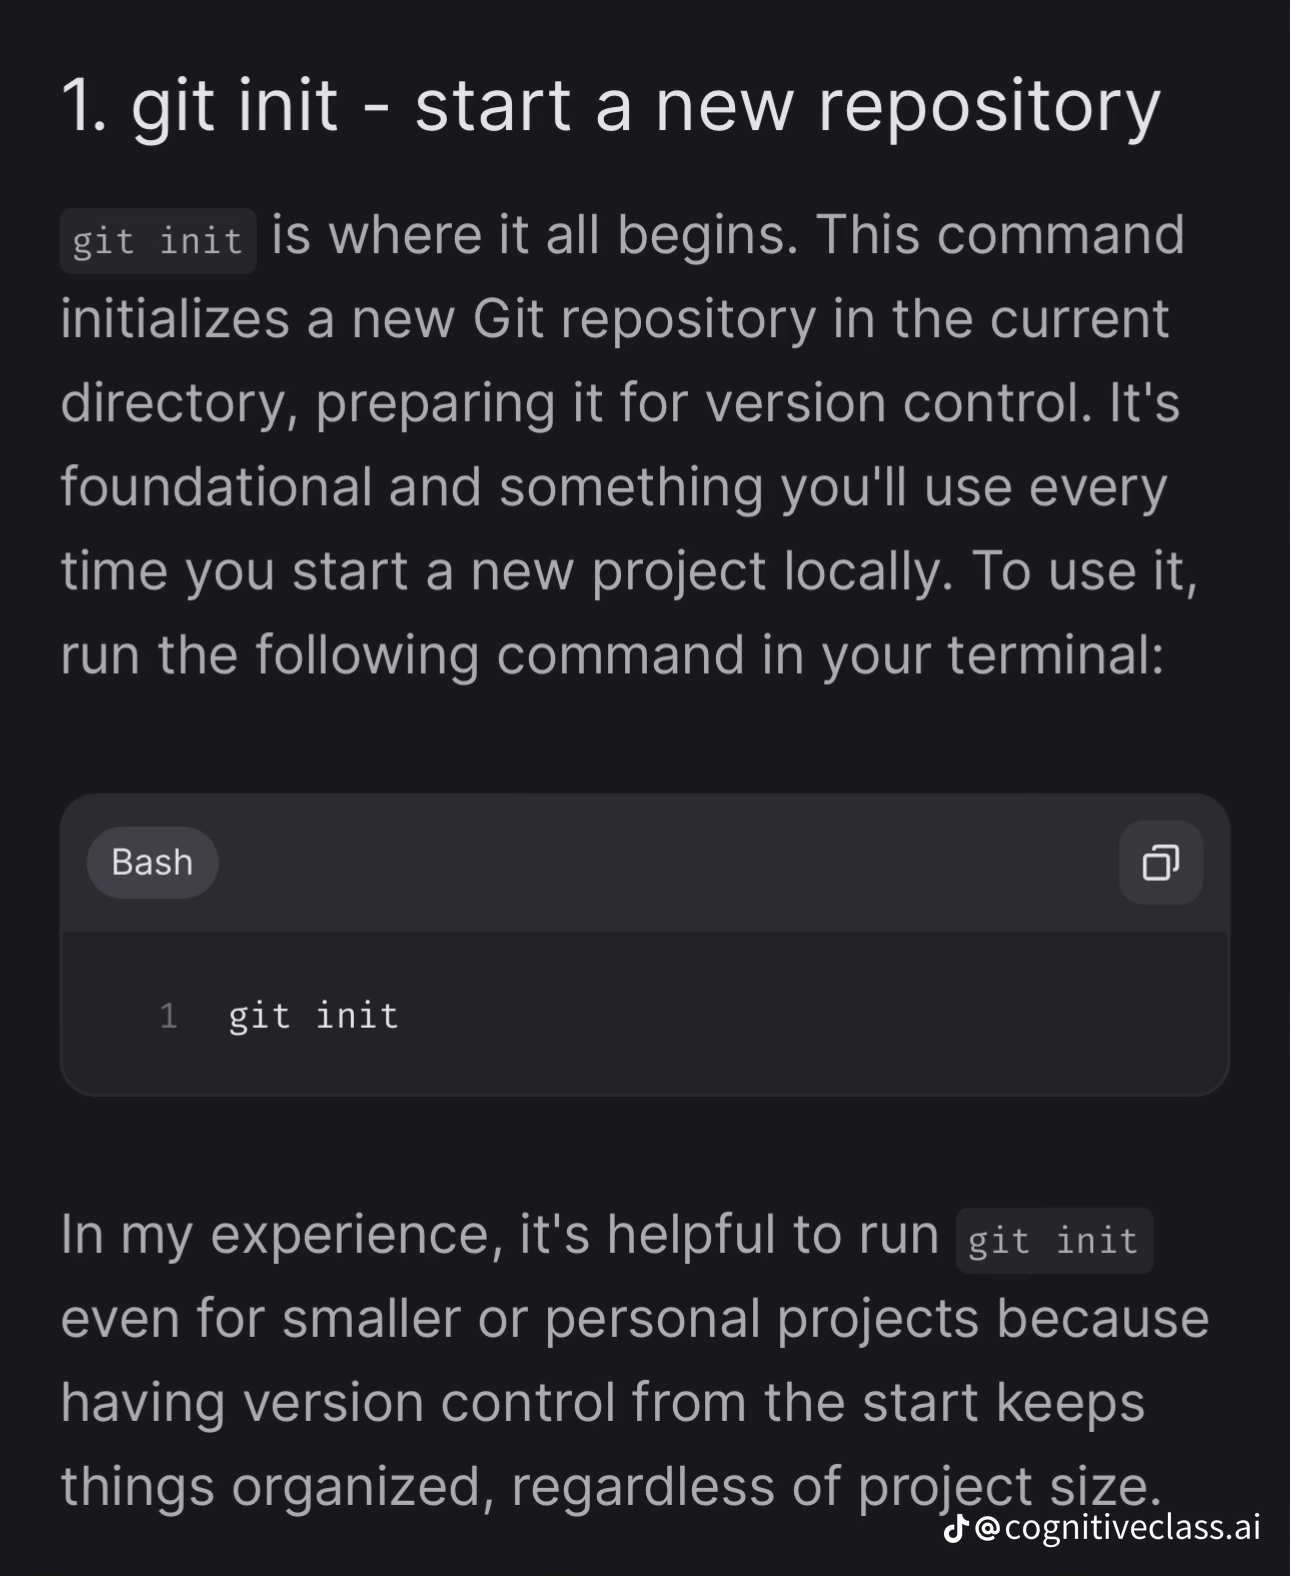 1. git init - start a new repository
git init is where it all begins. This command
initializes a new Git repository in the current
directory, preparing it for version control. It's
foundational and something you'll use every
time you start a new project locally. To use it,
run the following command in your terminal:
Bash
1 git init
In my experience, it's helpful to run git init
even for smaller or personal projects because
having version control from the start keeps
things organized, regardless of project size.
@cognitiveclass.ai